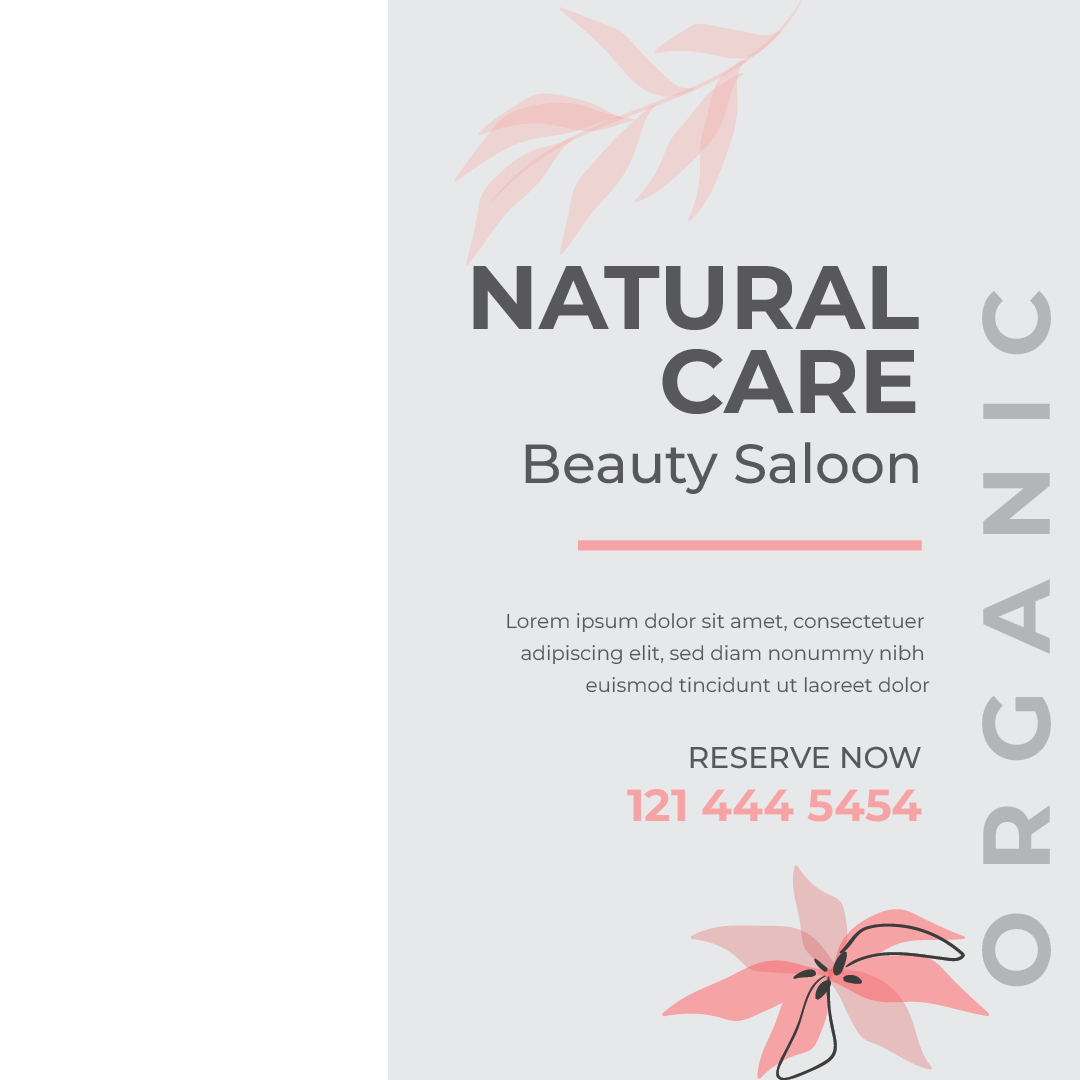 NATURAL
CARE
Beauty Saloon
Lorem ipsum dolor sit amet, consectetuer
adipiscing elit, sed diam nonummy nibh
euismod tincidunt ut laoreet dolor
RESERVE NOW
121 444 5454
ORGANIC